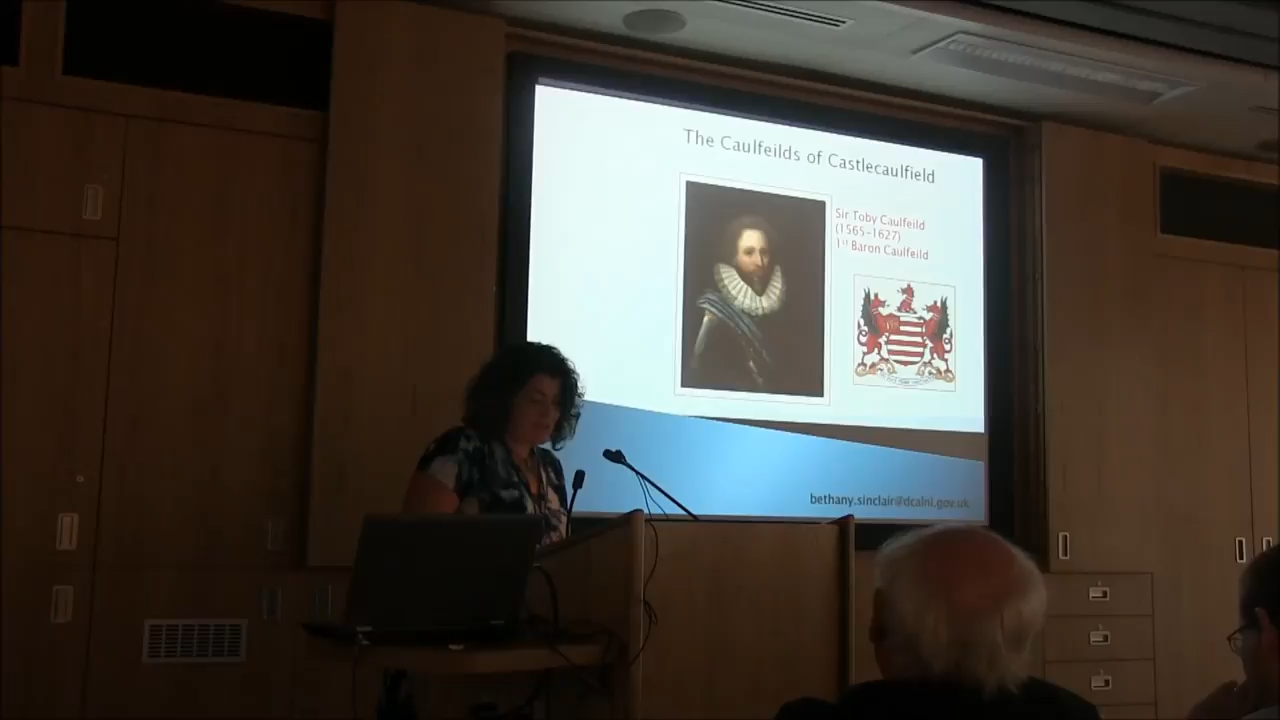 The Caulfeilds of Castlecaulfield
Sir Toby Caulfeild
(1565-1627)
1st Baron Caulfeild
bethany.sinclair@dcalni.gov.uk